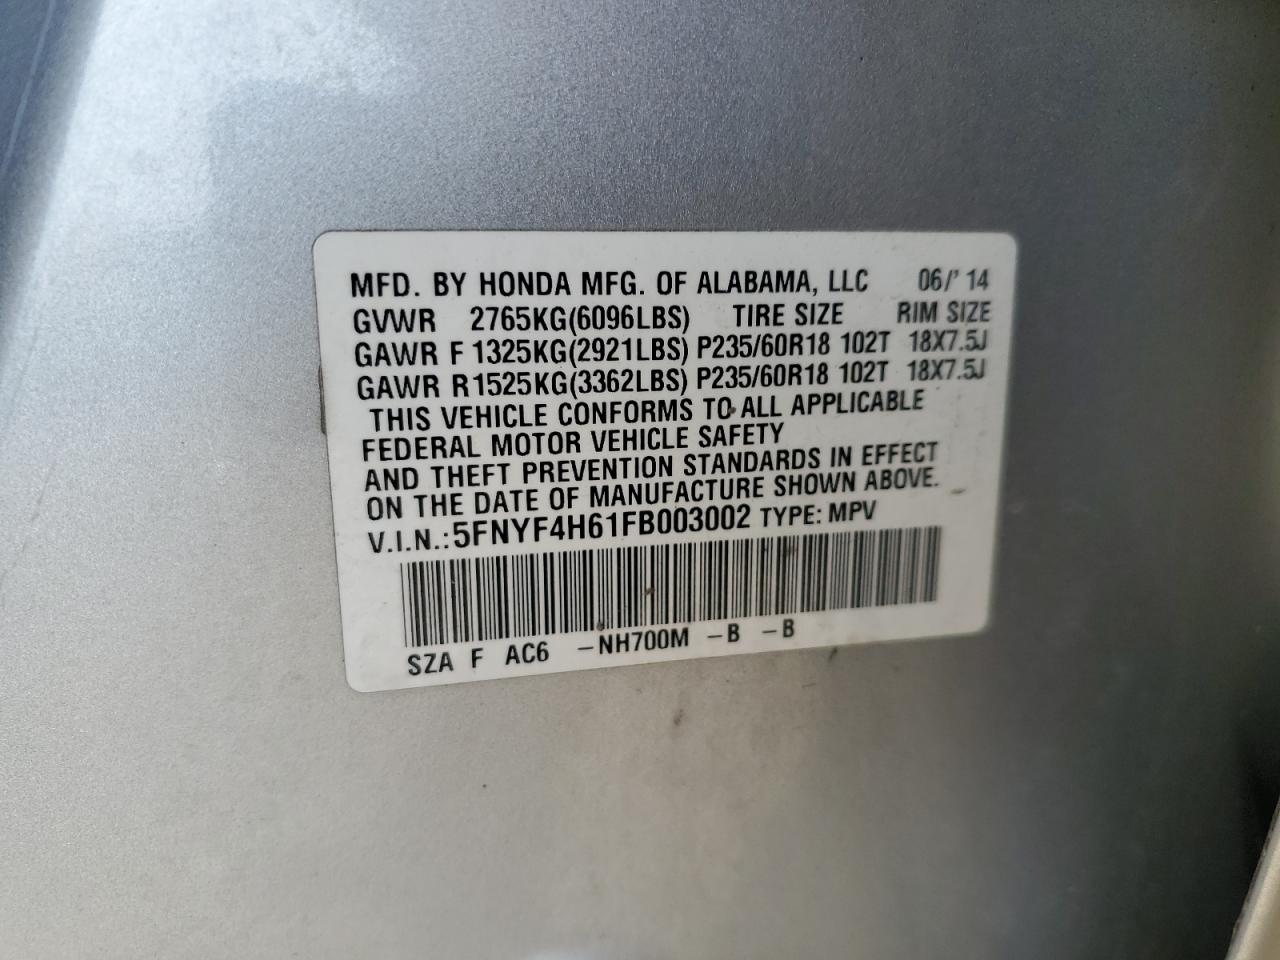 MFD. BY HONDA MFG. OF ALABAMA, LLC 06/' 14
GVWR 2765KG(6096LBS) TIRE SIZE RIM SIZE
GAWR F 1325KG(2921LBS) P235/60R18 102T 18X7.5J
GAWR R 1525KG(3362LBS) P235/60R18 102T 18X7.5J
THIS VEHICLE CONFORMS TO ALL APPLICABLE
FEDERAL MOTOR VEHICLE SAFETY
AND THEFT PREVENTION STANDARDS IN EFFECT
ON THE DATE OF MANUFACTURE SHOWN ABOVE.
V.I.N.: 5FNYF4H61FB003002 TYPE: MPV
SZA F AC6 -NH700M -B -B